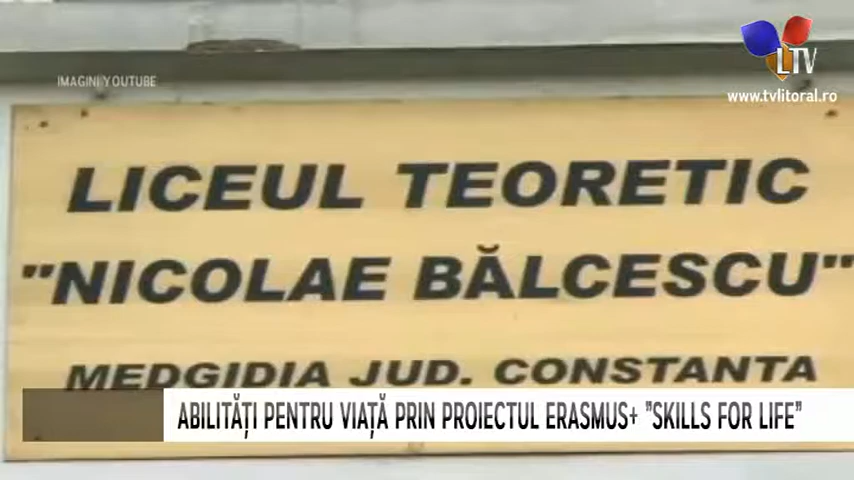 LTV
IMAGINI YOUTUBE
www.tvlitoral.ro
LICEUL TEORETIC
"NICOLAE BĂLCESCU"
MEDGIDIA JUD. CONSTANTA
ABILITĂȚI PENTRU VIAȚĂ PRIN PROIECTUL ERASMUS+ ”SKILLS FOR LIFE”